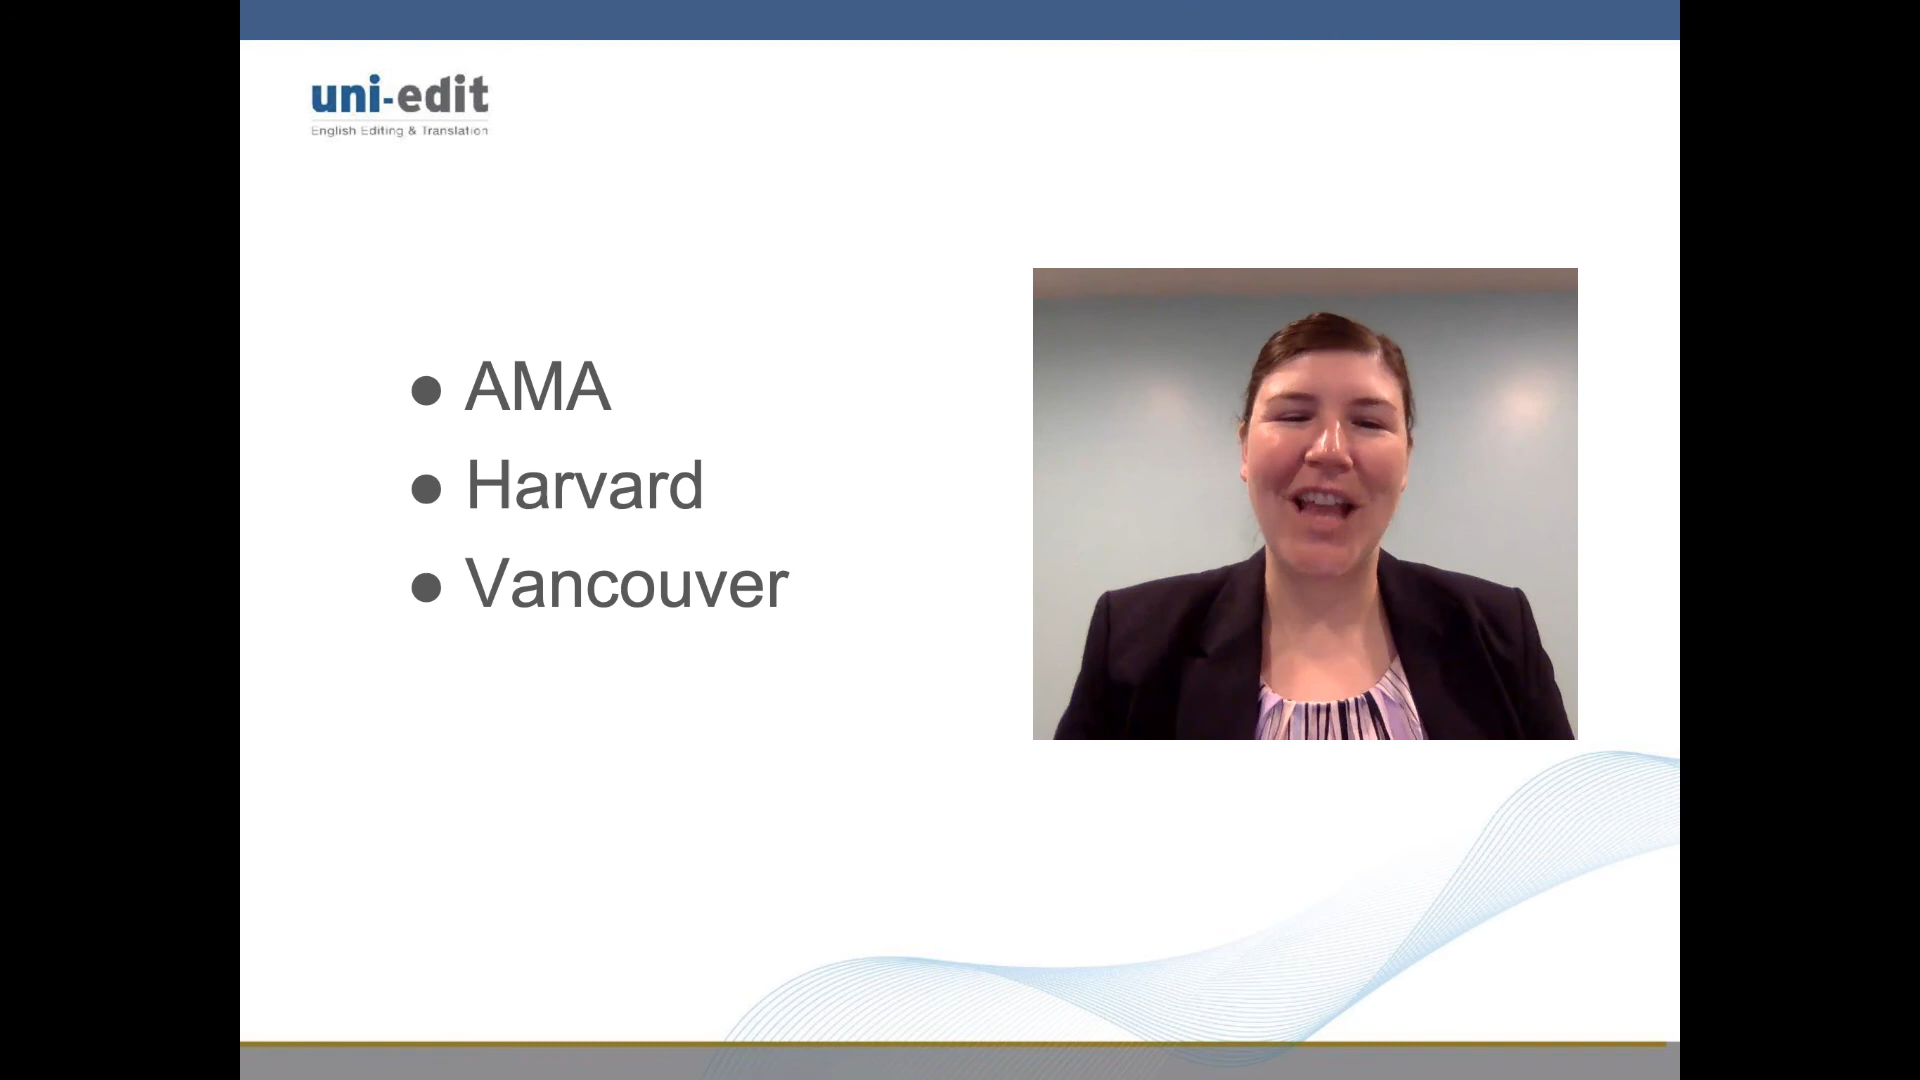 uni-edit
English Editing & Translation
● AMA
● Harvard
● Vancouver